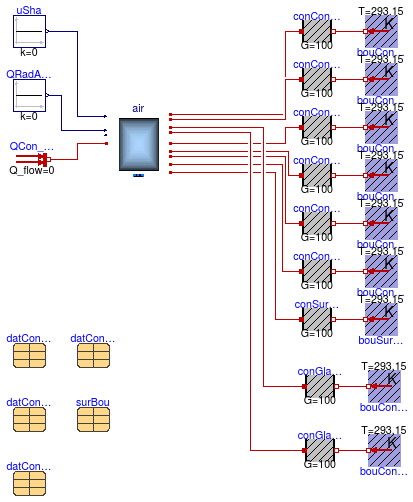 uSha
k=0
QRadA...
k=0
QCon_...
Q_flow=0
air
conCon...
G=100
T=293.15
K
bouCon...
conCon...
G=100
T=293.15
K
bouCon...
conCon...
G=100
T=293.15
K
bouCon...
conCon...
G=100
T=293.15
K
bouCon...
conCon...
G=100
T=293.15
K
bouCon...
conCon...
G=100
T=293.15
K
bouCon...
conSur...
G=100
T=293.15
K
bouSur...
conGla...
G=100
T=293.15
K
bouCon...
conGla...
G=100
T=293.15
K
bouCon...
datCon...
datCon...
datCon...
surBou
datCon...